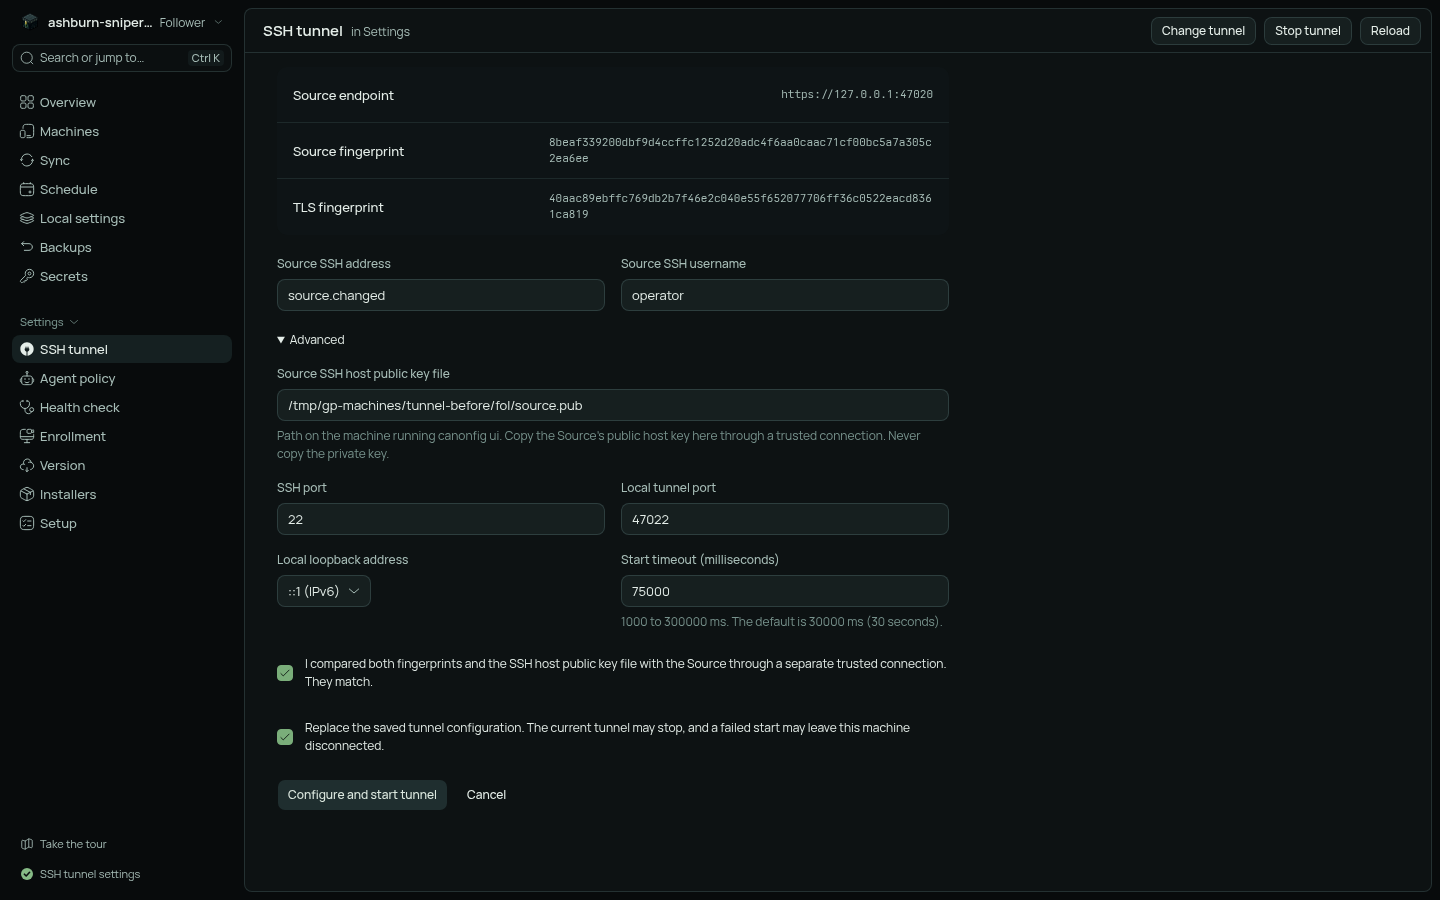 ashburn-sniper... Follower
Search or jump to... Ctrl K
Overview
Machines
Sync
Schedule
Local settings
Backups
Secrets
Settings
SSH tunnel
Agent policy
Health check
Enrollment
Version
Installers
Setup
Take the tour
SSH tunnel settings
SSH tunnel in Settings
Change tunnel
Stop tunnel
Reload
Source endpoint
https://127.0.0.1:47020
Source fingerprint
8beaf339200dbf9d4ccffc1252d20adc4f6aa0caac71cf00bc5a7a305c
2ea6ee
TLS fingerprint
40aac89ebffc769db2b7f46e2c040e55f652077706ff36c0522eacd836
1ca819
Source SSH address
Source SSH username
source.changed
operator
Advanced
Source SSH host public key file
/tmp/gp-machines/tunnel-before/fol/source.pub
Path on the machine running canonfig ui. Copy the Source's public host key here through a trusted connection. Never
copy the private key.
SSH port
Local tunnel port
22
47022
Local loopback address
Start timeout (milliseconds)
::1 (IPv6)
75000
1000 to 300000 ms. The default is 30000 ms (30 seconds).
I compared both fingerprints and the SSH host public key file with the Source through a separate trusted connection.
They match.
Replace the saved tunnel configuration. The current tunnel may stop, and a failed start may leave this machine
disconnected.
Configure and start tunnel
Cancel